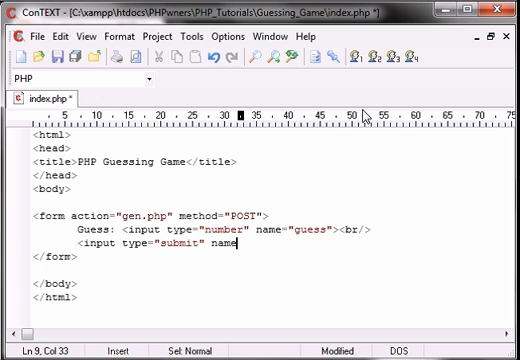 ConTEXT - [C:\xampp\htdocs\PHPwners\PHP_Tutorials\Guessing_Game\index.php *]
File Edit View Format Project Tools Options Window Help
PHP
index.php *
5 10 15 20 25 30 35 40 45 50 55 60 65 70 75
<html>
<head>
<title>PHP Guessing Game</title>
</head>
<body>
<form action="gen.php" method="POST">
Guess: <input type="number" name="guess"><br/>
<input type="submit" name
</form>
</body>
</html>
Ln 9, Col 33 Insert Sel: Normal Modified DOS